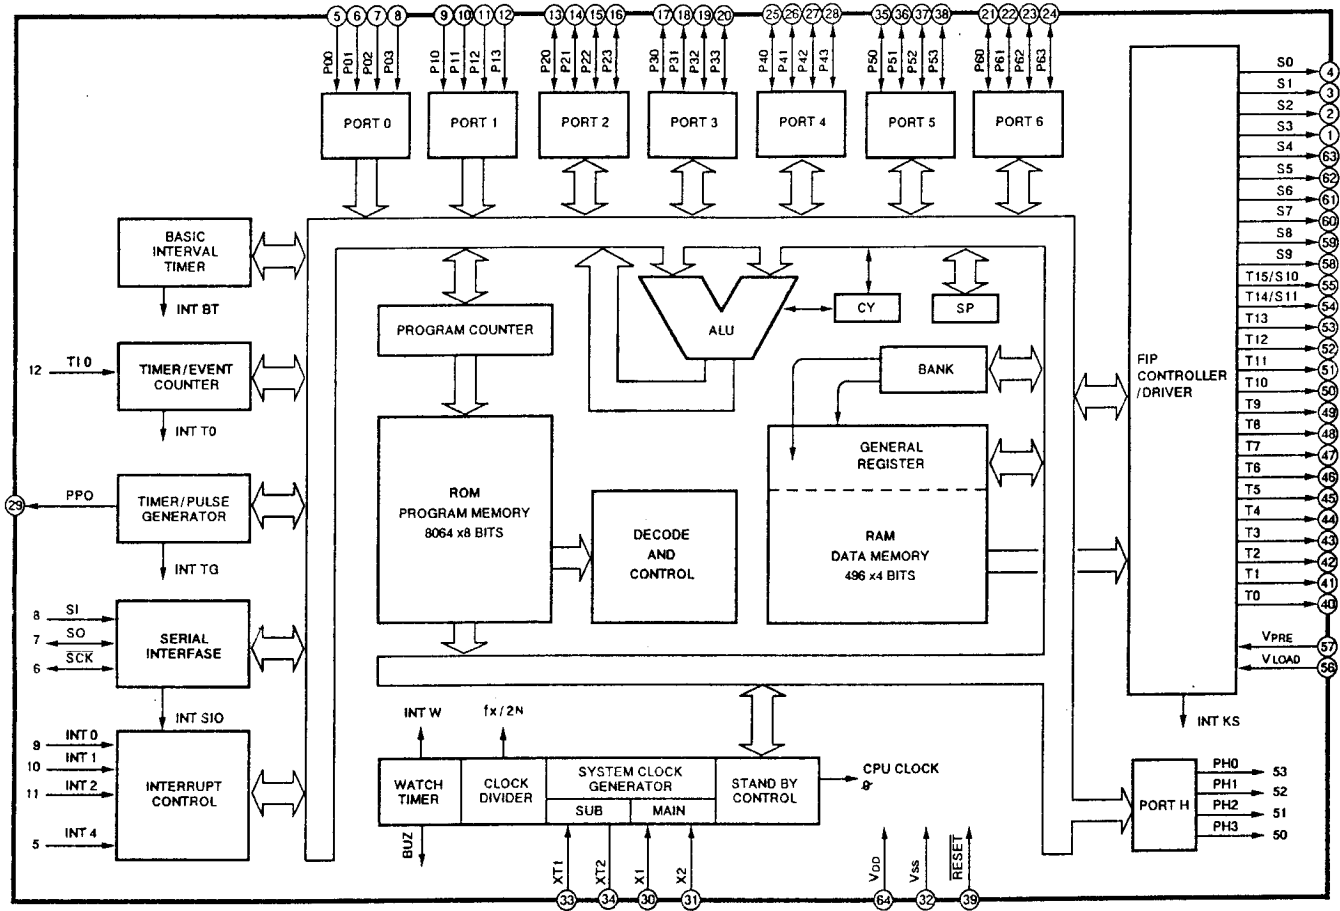 5 6 7 8 9 10 11 12 13 14 15 16 17 18 19 20 25 26 27 28 35 36 37 38 21 22 23 24
P00 P01 P02 P03 P10 P11 P12 P13 P20 P21 P22 P23 P30 P31 P32 P33 P40 P41 P42 P43 P50 P51 P52 P53 P60 P61 P62 P63
PORT 0 PORT 1 PORT 2 PORT 3 PORT 4 PORT 5 PORT 6
BASIC
INTERVAL
TIMER
INT BT
12 TI 0
TIMER/EVENT
COUNTER
INT T0
29 PPO
TIMER/PULSE
GENERATOR
INT TG
8 SI
7 SO
6 SCK
SERIAL
INTERFASE
INT SIO
9 INT 0
10 INT 1
11 INT 2
5 INT 4
INTERRUPT
CONTROL
PROGRAM COUNTER
ALU
CY
SP
BANK
ROM
PROGRAM MEMORY
8064 x8 BITS
DECODE
AND
CONTROL
GENERAL
REGISTER
RAM
DATA MEMORY
496 x4 BITS
INT W
fx/2N
WATCH
TIMER
CLOCK
DIVIDER
SYSTEM CLOCK
GENERATOR
SUB MAIN
STAND BY
CONTROL
CPU CLOCK
BUZ
XT1 XT2 X1 X2 VDD VSS RESET
33 34 30 31 64 32 39
FIP
CONTROLLER
/DRIVER
S0 4
S1 3
S2 2
S3 1
S4 63
S5 62
S6 61
S7 60
S8 59
S9 58
T15/S10 55
T14/S11 54
T13 53
T12 52
T11 51
T10 50
T9 49
T8 48
T7 47
T6 46
T5 45
T4 44
T3 43
T2 42
T1 41
T0 40
VPRE 57
VLOAD 56
INT KS
PORT H
PH0 53
PH1 52
PH2 51
PH3 50